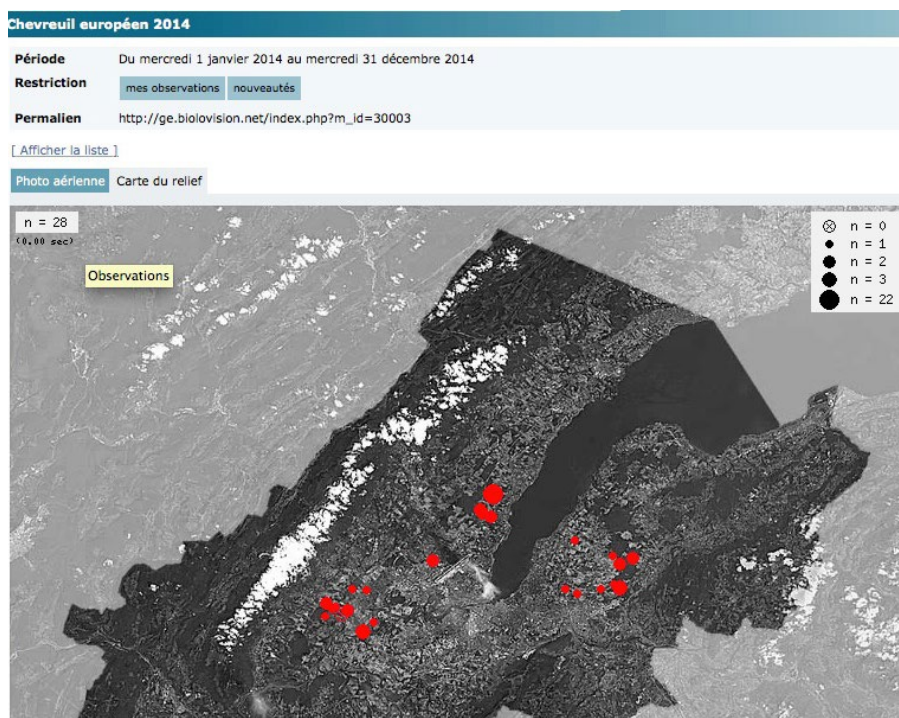 Chevreuil européen 2014
Période Du mercredi 1 janvier 2014 au mercredi 31 décembre 2014
Restriction mes observations nouveautés
Permalien http://ge.biolovision.net/index.php?m_id=30003
[ Afficher la liste ]
Photo aérienne Carte du relief
n = 28
(0.00 sec)
Observations
n = 0
n = 1
n = 2
n = 3
n = 22